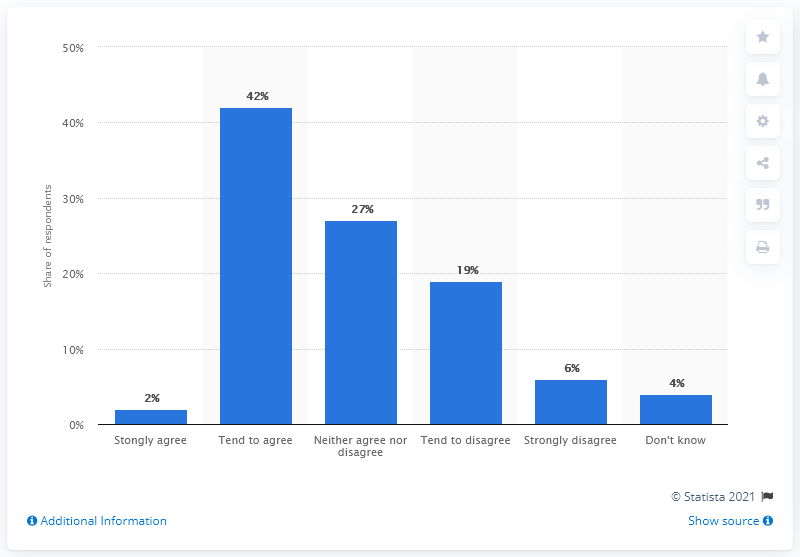 50%
40%
30%
20%
10%
0%
Share of respondents
2%
42%
27%
19%
6%
4%
Stongly agree
Tend to agree
Neither agree nor
disagree
Tend to disagree
Strongly disagree
Don't know
© Statista 2021
Additional Information
Show source